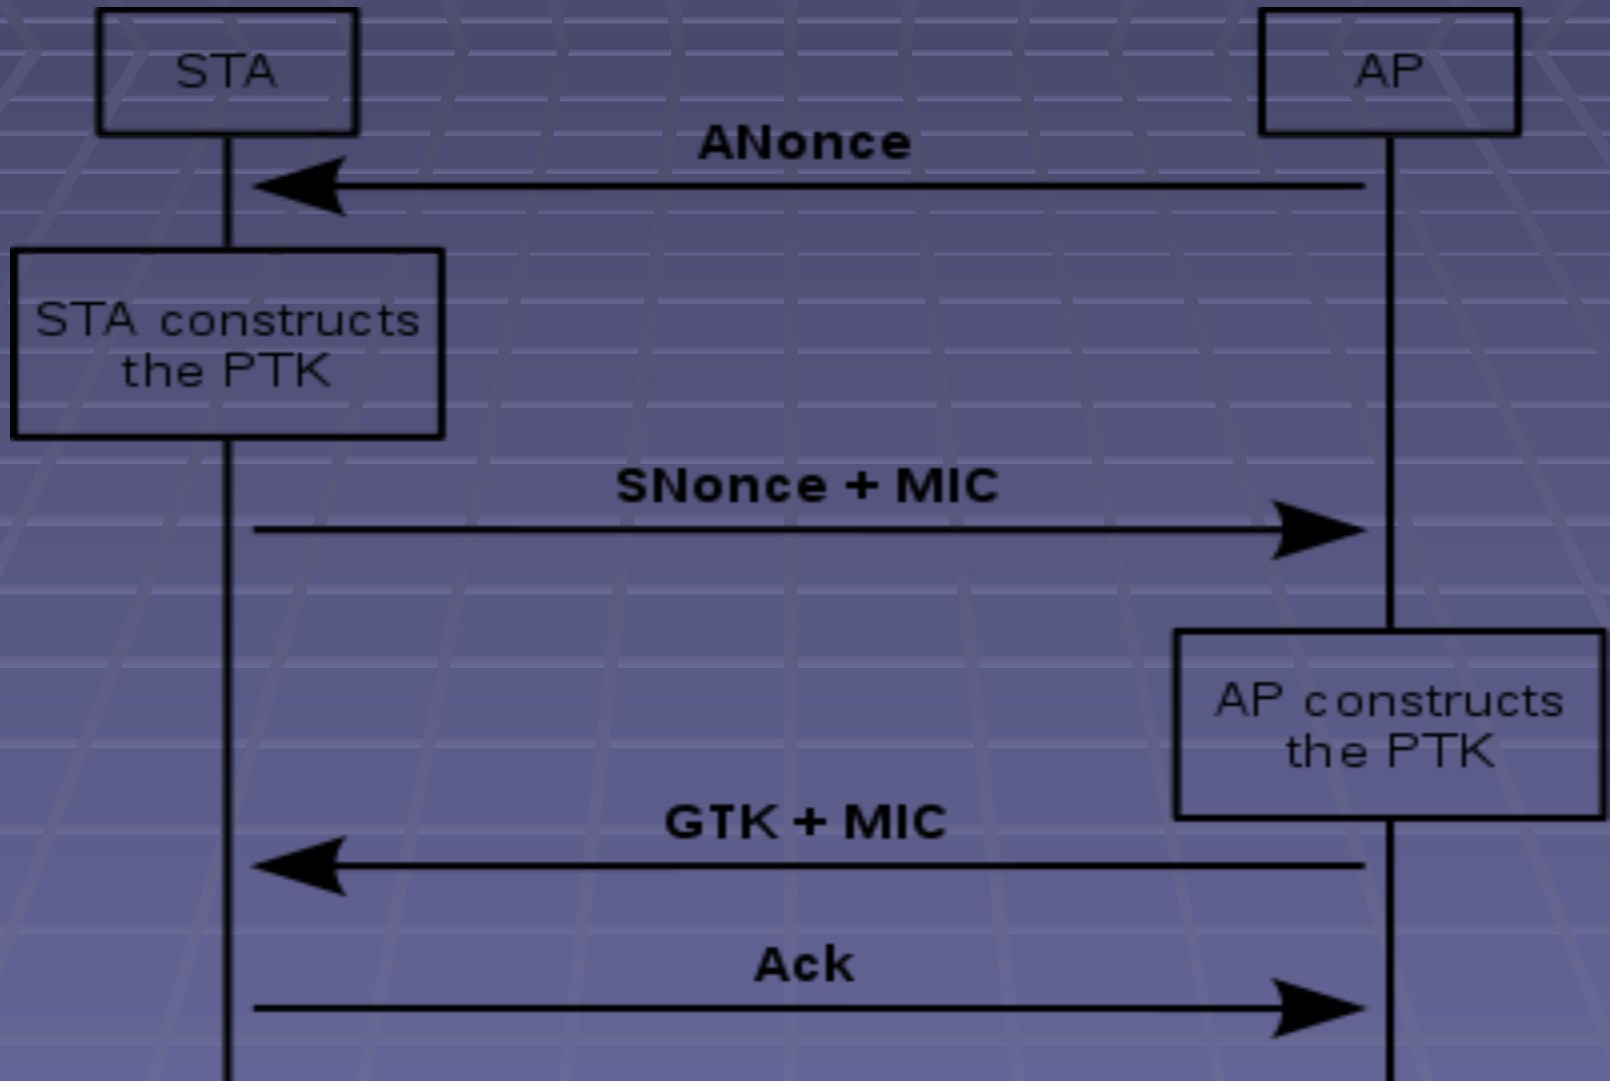 STA
AP
ANonce
STA constructs
the PTK
SNonce + MIC
AP constructs
the PTK
GTK + MIC
Ack